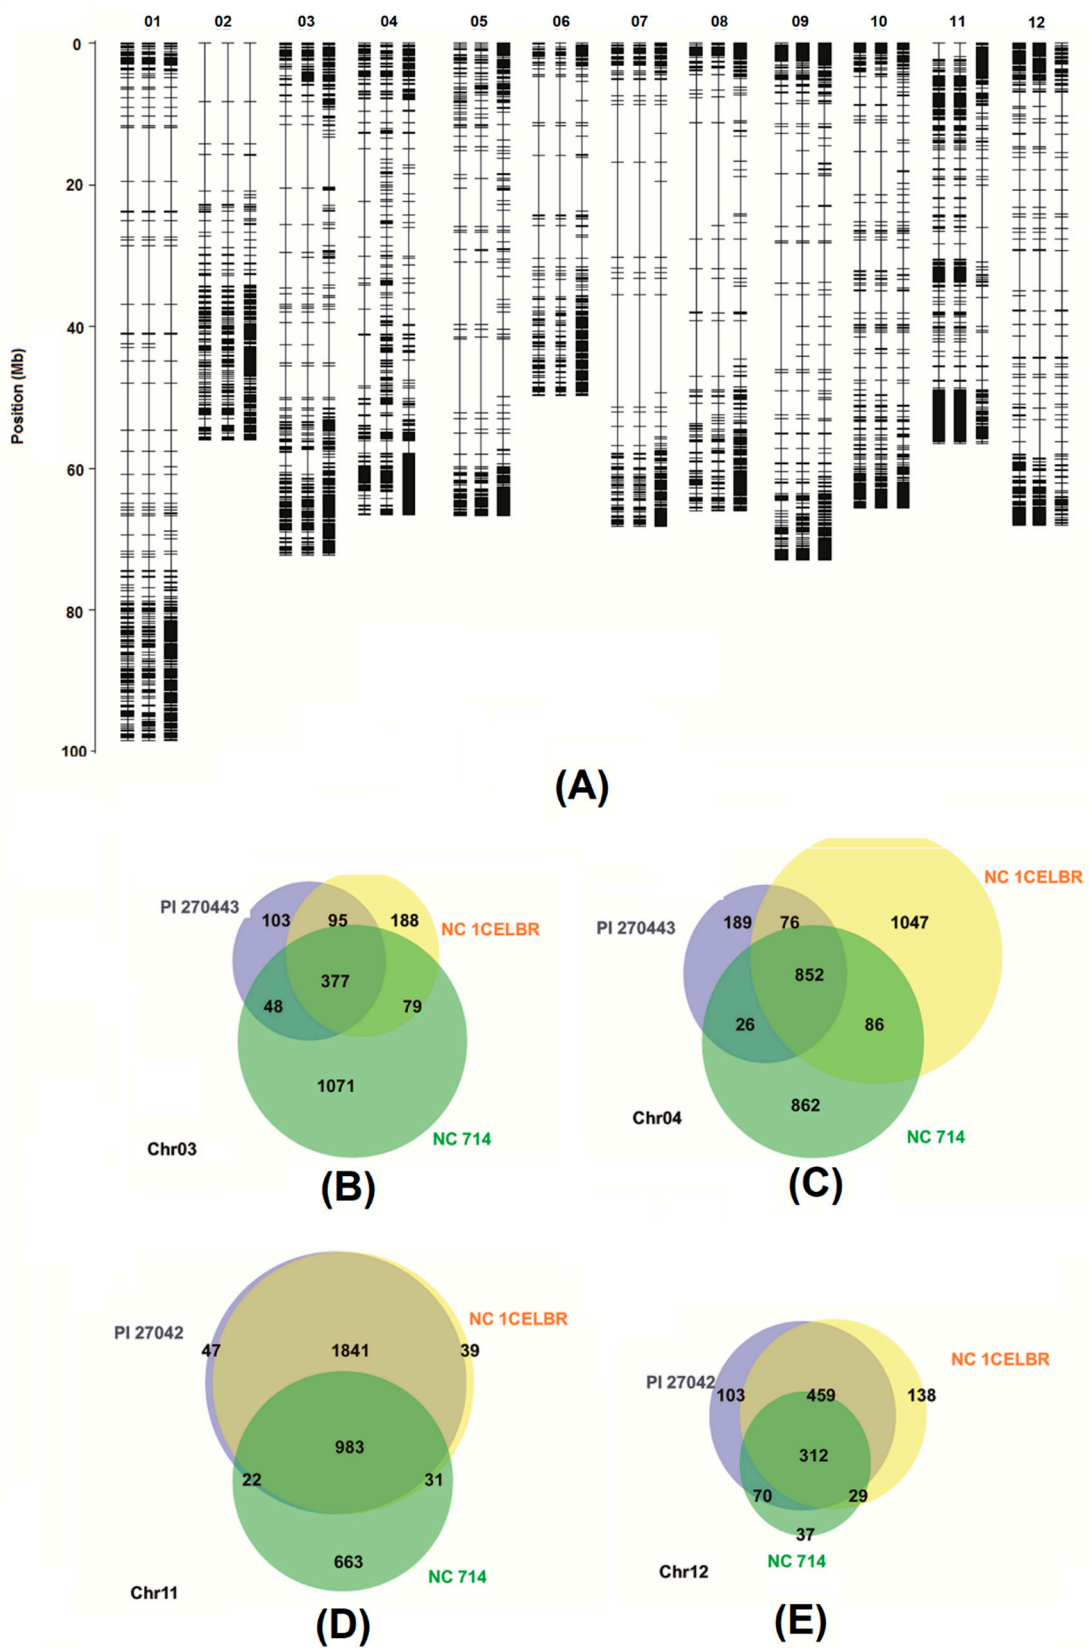 01 02 03 04 05 06 07 08 09 10 11 12
0
20
40
60
80
100
Position (Mb)
(A)
PI 270443
103 95 188
NC 1CELBR
377
48 79
1071
NC 714
Chr03
(B)
NC 1CELBR
PI 270443
189 76 1047
852
26 86
862
Chr04
NC 714
(C)
NC 1CELBR
PI 27042
47 1841 39
983
22 31
663
NC 714
Chr11
(D)
NC 1CELBR
PI 27042
103 459 138
312
70 29
37
NC 714
Chr12
(E)